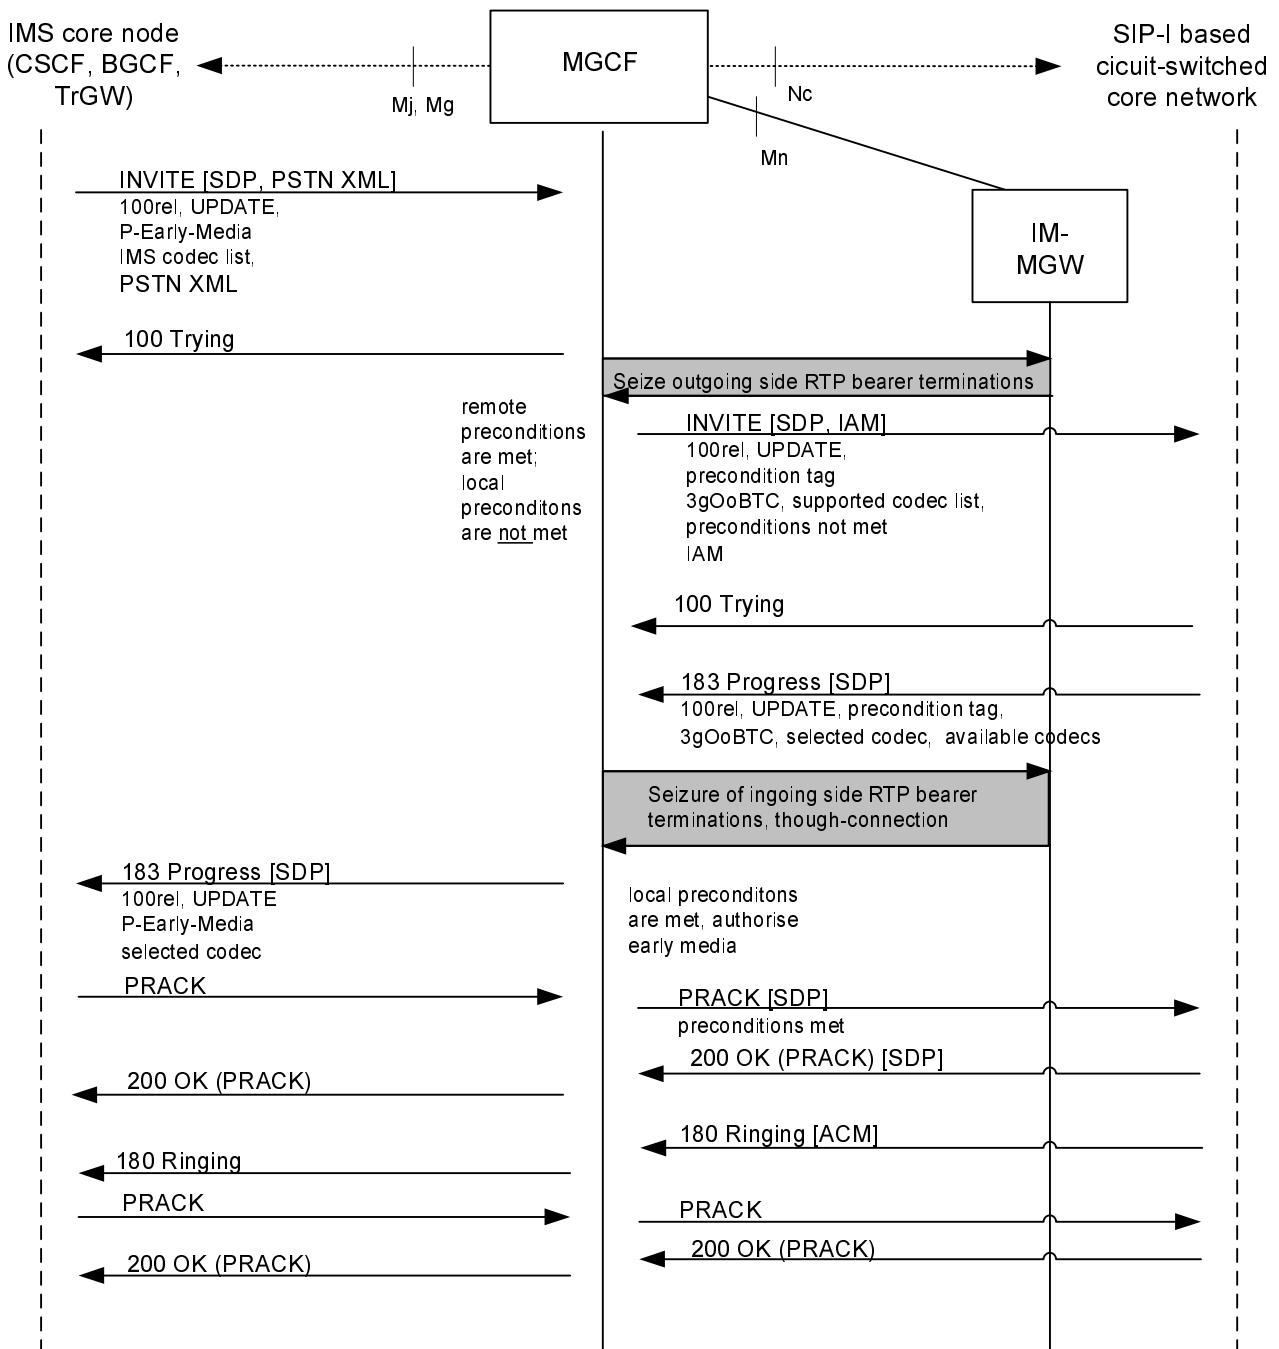 IMS core node
(CSCF, BGCF,
TrGW)
MGCF
SIP-I based
cicuit-switched
core network
Mj, Mg
Nc
Mn
IM-
MGW
INVITE [SDP, PSTN XML]
100rel, UPDATE,
P-Early-Media
IMS codec list,
PSTN XML
100 Trying
Seize outgoing side RTP bearer terminations
remote
preconditions
are met;
local
preconditons
are not met
INVITE [SDP, IAM]
100rel, UPDATE,
precondition tag
3gOoBTC, supported codec list,
preconditions not met
IAM
100 Trying
183 Progress [SDP]
100rel, UPDATE, precondition tag,
3gOoBTC, selected codec, available codecs
Seizure of ingoing side RTP bearer
terminations, though-connection
183 Progress [SDP]
100rel, UPDATE
P-Early-Media
selected codec
local preconditons
are met, authorise
early media
PRACK
PRACK [SDP]
preconditions met
200 OK (PRACK) [SDP]
200 OK (PRACK)
180 Ringing [ACM]
180 Ringing
PRACK
PRACK
200 OK (PRACK)
200 OK (PRACK)